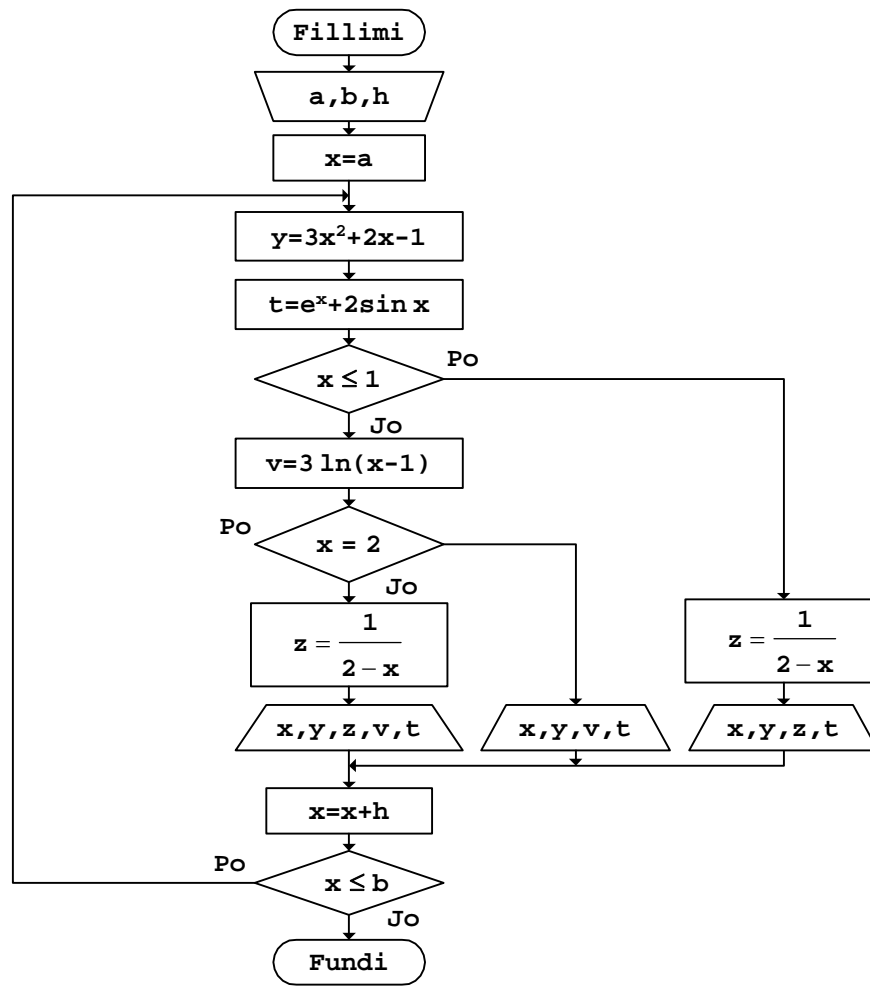 Fillimi
a,b,h
x=a
y=3x²+2x-1
t=eˣ+2sin x
x ≤ 1
Po
Jo
v=3 ln(x-1)
Po
x = 2
Jo
z = 1 / 2 − x
z = 1 / 2 − x
x,y,z,v,t
x,y,v,t
x,y,z,t
x=x+h
Po
x ≤ b
Jo
Fundi